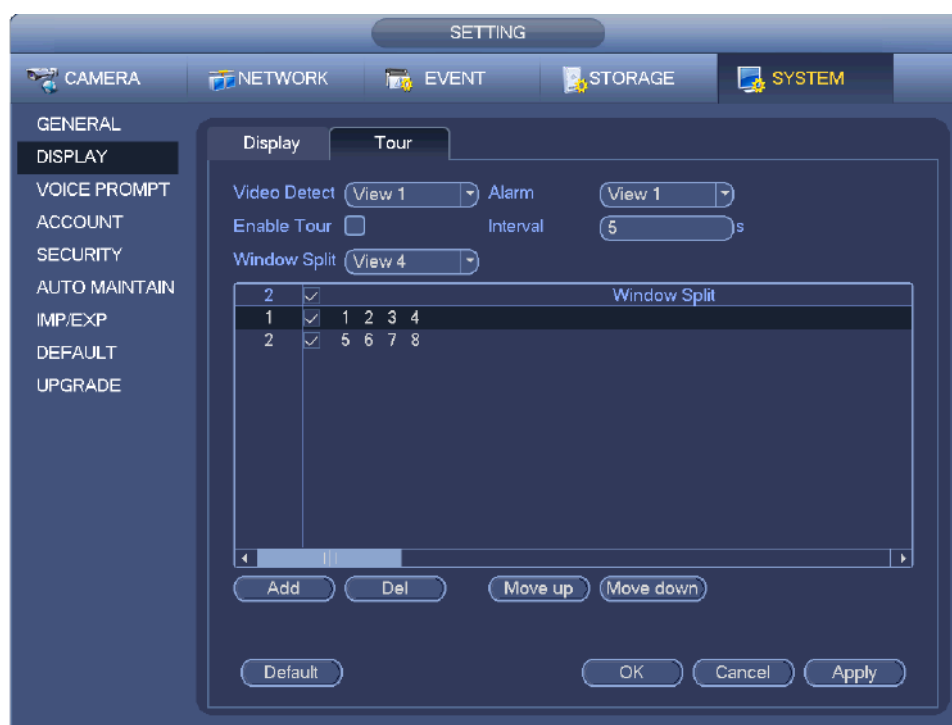 SETTING
CAMERA NETWORK EVENT STORAGE SYSTEM
GENERAL
DISPLAY
VOICE PROMPT
ACCOUNT
SECURITY
AUTO MAINTAIN
IMP/EXP
DEFAULT
UPGRADE
Display Tour
Video Detect View 1 Alarm View 1
Enable Tour Interval 5 s
Window Split View 4
2 Window Split
1 1 2 3 4
2 5 6 7 8
Add Del Move up Move down
Default OK Cancel Apply